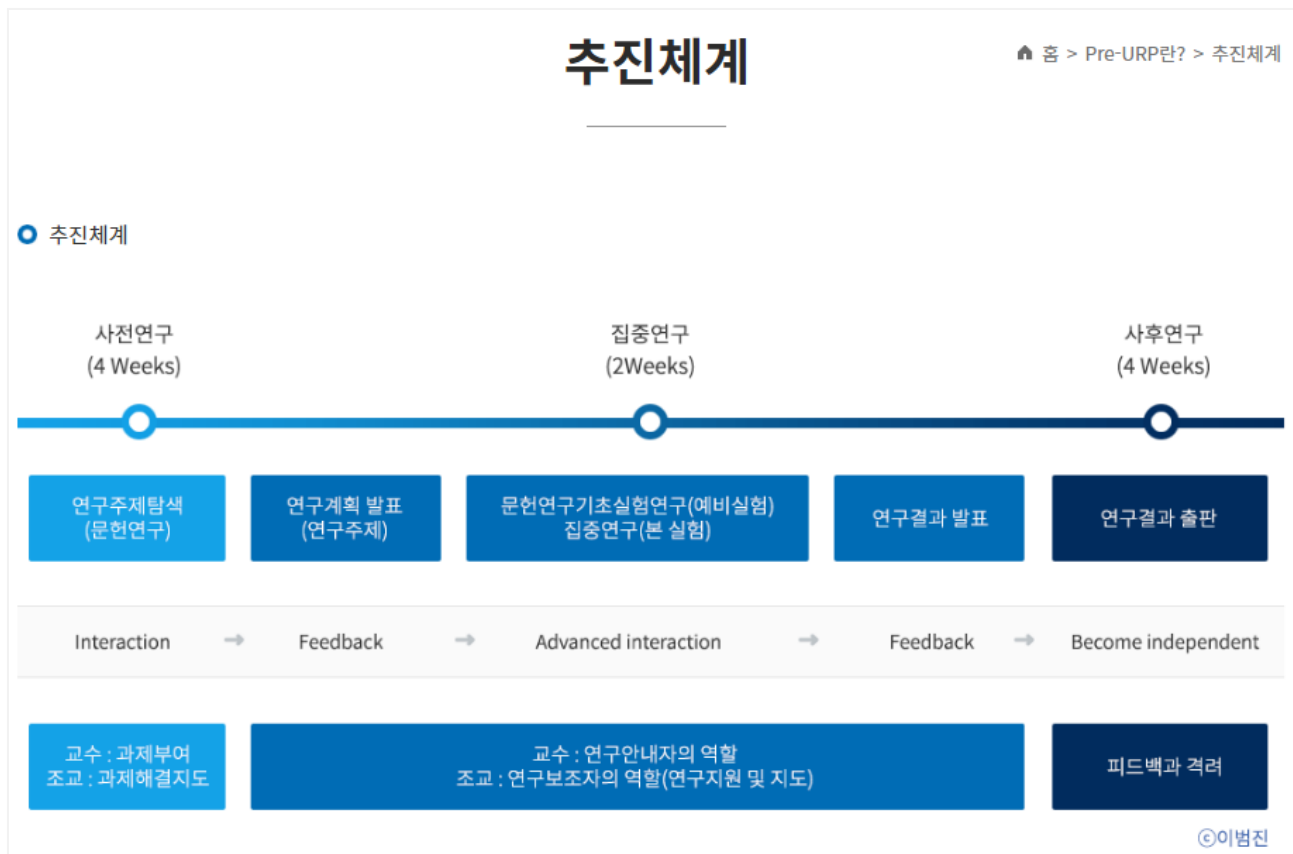 추진체계
홈 > Pre-URP란? > 추진체계
추진체계
사전연구
(4 Weeks)
집중연구
(2Weeks)
사후연구
(4 Weeks)
연구주제탐색
(문헌연구)
연구계획 발표
(연구주제)
문헌연구기초실험연구(예비실험)
집중연구(본 실험)
연구결과 발표
연구결과 출판
Interaction → Feedback → Advanced interaction → Feedback → Become independent
교수 : 과제부여
조교 : 과제해결지도
교수 : 연구안내자의 역할
조교 : 연구보조자의 역할(연구지원 및 지도)
피드백과 격려
ⓒ이범진